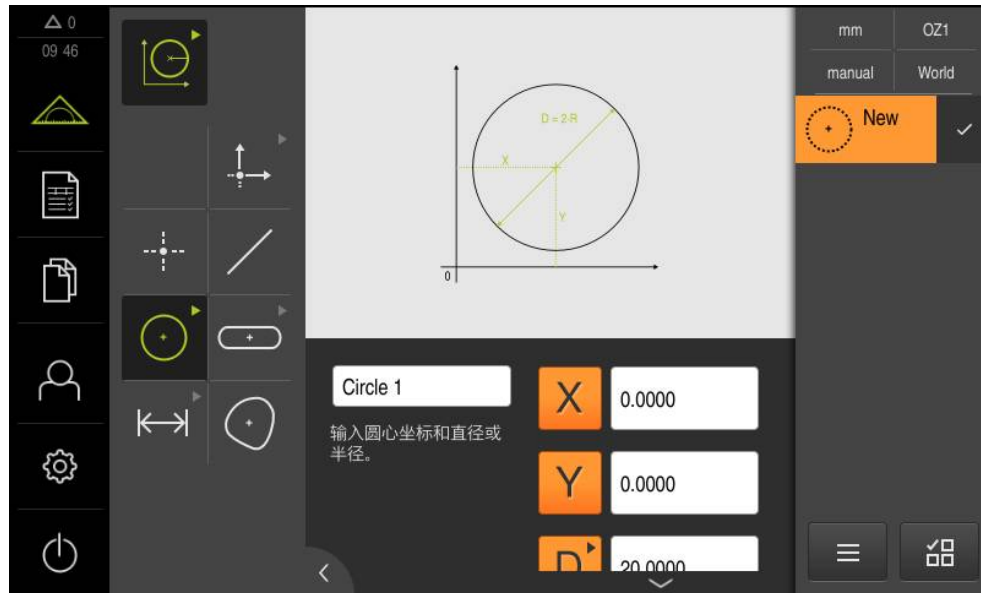 0
09 46
mm
OZ1
manual
World
New
D = 2·R
X
Y
0
Circle 1
输入圆心坐标和直径或
半径。
X
0.0000
Y
0.0000
D
20.0000